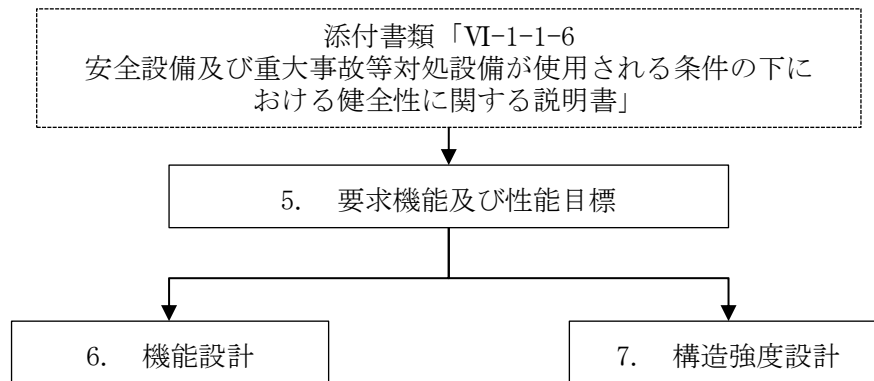 添付書類「Ⅵ-1-1-6
安全設備及び重大事故等対処設備が使用される条件の下に
おける健全性に関する説明書」
5. 要求機能及び性能目標
6. 機能設計
7. 構造強度設計